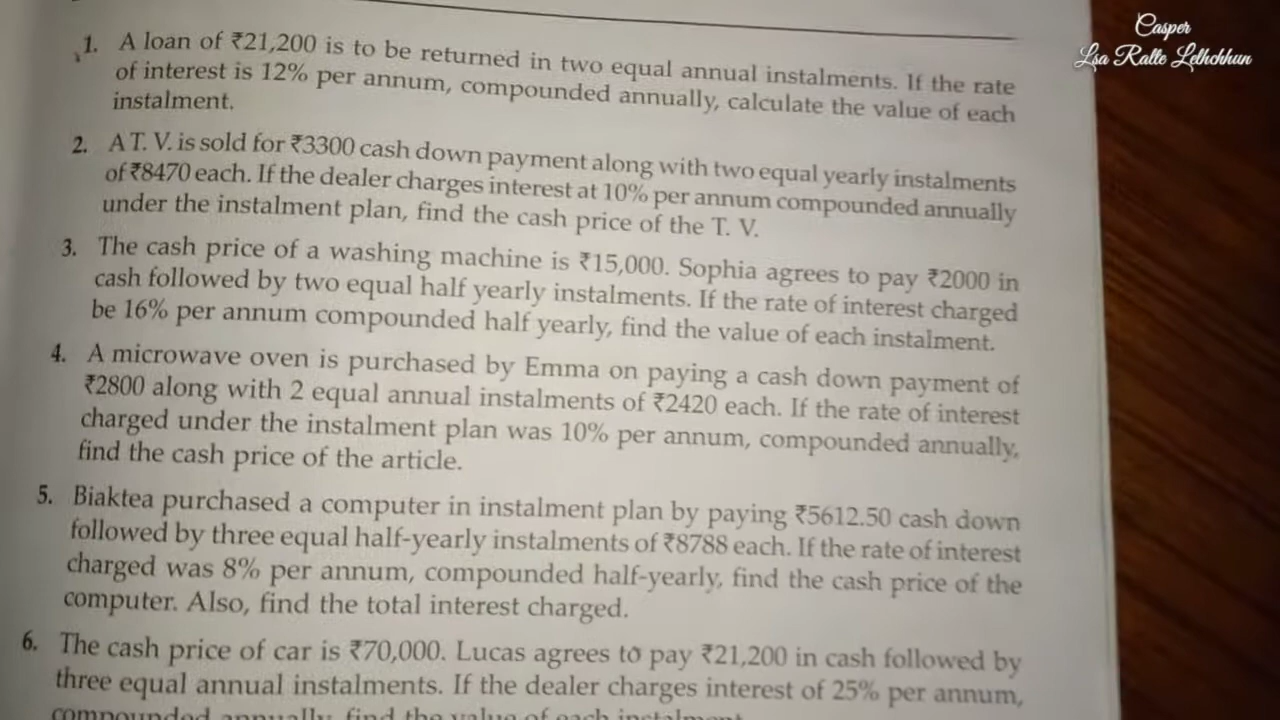 Casper
Lsa Ralte Lethchhun
1. A loan of ₹21,200 is to be returned in two equal annual instalments. If the rate
of interest is 12% per annum, compounded annually, calculate the value of each
instalment.
2. A T. V. is sold for ₹3300 cash down payment along with two equal yearly instalments
of ₹8470 each. If the dealer charges interest at 10% per annum compounded annually
under the instalment plan, find the cash price of the T. V.
3. The cash price of a washing machine is ₹15,000. Sophia agrees to pay ₹2000 in
cash followed by two equal half yearly instalments. If the rate of interest charged
be 16% per annum compounded half yearly, find the value of each instalment.
4. A microwave oven is purchased by Emma on paying a cash down payment of
₹2800 along with 2 equal annual instalments of ₹2420 each. If the rate of interest
charged under the instalment plan was 10% per annum, compounded annually,
find the cash price of the article.
5. Biaktea purchased a computer in instalment plan by paying ₹5612.50 cash down
followed by three equal half-yearly instalments of ₹8788 each. If the rate of interest
charged was 8% per annum, compounded half-yearly, find the cash price of the
computer. Also, find the total interest charged.
6. The cash price of car is ₹70,000. Lucas agrees to pay ₹21,200 in cash followed by
three equal annual instalments. If the dealer charges interest of 25% per annum,
compounded annually, find the value of each instalment.